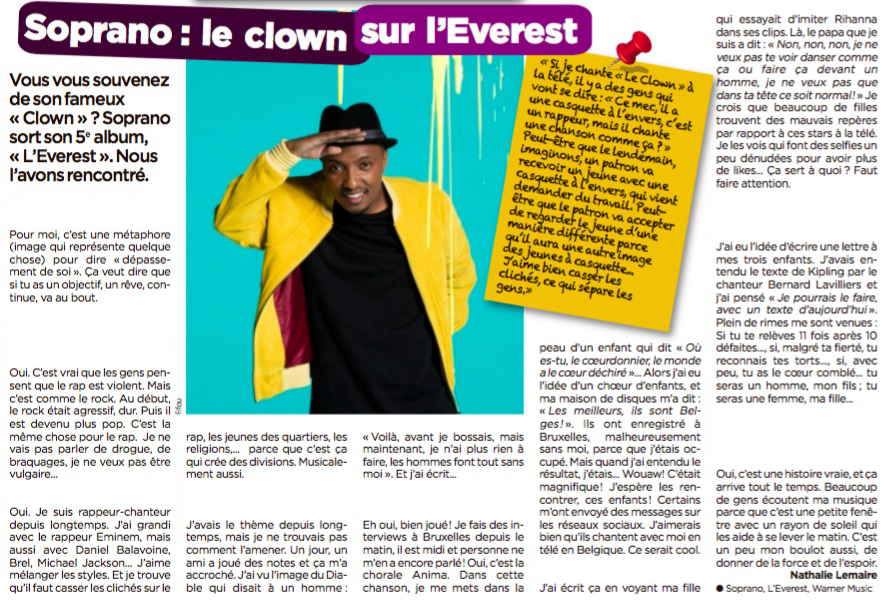 Soprano : le clown sur l'Everest
Vous vous souvenez
de son fameux
« Clown » ? Soprano
sort son 5e album,
« L'Everest ». Nous
l'avons rencontré.
Pour moi, c'est une métaphore
(image qui représente quelque
chose) pour dire « dépasse-
ment de soi ». Ça veut dire que
si tu as un objectif, un rêve, con-
tinue, va au bout.
Oui. C'est vrai que les gens pen-
sent que le rap est violent. Mais
c'est comme le rock. Au début,
le rock était agressif, dur. Puis il
est devenu plus pop. C'est la
même chose pour le rap. Je ne
vais pas parler de drogue, de
braquages, je ne veux pas être
vulgaire...
Oui. Je suis rappeur-chanteur
depuis longtemps. J'ai grandi
avec le rappeur Eminem, mais
aussi avec Daniel Balavoine,
Brel, Michael Jackson... J'aime
mélanger les styles. Et je trouve
qu'il faut casser les clichés sur le
Fifou
rap, les jeunes des quartiers, les
religions,... parce que c'est ça
qui crée des divisions. Musicale-
ment aussi.
J'avais le thème depuis long-
temps, mais je ne trouvais pas
comment l'amener. Un jour, un
ami a joué des notes et ça m'a
accroché. J'ai vu l'image du Dia-
ble qui disait à un homme :
« Voilà, avant je bossais, mais
maintenant, je n'ai plus rien à
faire, les hommes font tout sans
moi ». Et j'ai écrit...
Eh oui, bien joué ! Je fais des in-
terviews à Bruxelles depuis le
matin, il est midi et personne ne
m'en a encore parlé ! Oui, c'est la
chorale Anima. Dans cette
chanson, je me mets dans la
« Si je chante « Le Clown » à
la télé, il y a des gens qui
vont se dire : « Ce mec, il a
une casquette à l'envers, c'est
un rappeur, mais il chante
une chanson comme ça ? »
Peut-être que le lendemain,
imaginons, un patron va
recevoir un jeune avec une
casquette à l'envers, qui vient
demander du travail. Peut-
être que le patron va accepter
de regarder le jeune d'une
manière différente parce
qu'il aura une autre image
des jeunes à casquette...
J'aime bien casser les
clichés, ce qui sépare les
gens.»
peau d'un enfant qui dit « Où
es-tu, le cœurdonnier, le monde
a le cœur déchiré »... Alors j'ai eu
l'idée d'un chœur d'enfants, et
ma maison de disques m'a dit :
« Les meilleurs, ils sont Bel-
ges ! ». Ils ont enregistré à
Bruxelles, malheureusement
sans moi, parce que j'étais oc-
cupé. Mais quand j'ai entendu le
résultat, j'étais... Wouaw! C'était
magnifique ! J'espère les ren-
contrer, ces enfants ! Certains
m'ont envoyé des messages sur
les réseaux sociaux. J'aimerais
bien qu'ils chantent avec moi en
télé en Belgique. Ce serait cool.
J'ai écrit ça en voyant ma fille
qui essayait d'imiter Rihanna
dans ses clips. Là, le papa que je
suis a dit : « Non, non, non, je ne
veux pas te voir danser comme
ça ou faire ça devant un
homme, je ne veux pas que
dans ta tête ce soit normal ! » Je
crois que beaucoup de filles
trouvent des mauvais repères
par rapport à ces stars à la télé.
Je les vois qui font des selfies un
peu dénudées pour avoir plus
de likes... Ça sert à quoi ? Faut
faire attention.
J'ai eu l'idée d'écrire une lettre à
mes trois enfants. J'avais en-
tendu le texte de Kipling par le
chanteur Bernard Lavilliers et
j'ai pensé « Je pourrais le faire,
avec un texte d'aujourd'hui ».
Plein de rimes me sont venues :
Si tu te relèves 11 fois après 10
défaites..., si, malgré ta fierté, tu
reconnais tes torts..., si, avec
peu, tu as le cœur comblé... tu
seras un homme, mon fils ; tu
seras une femme, ma fille...
Oui, c'est une histoire vraie, et ça
arrive tout le temps. Beaucoup
de gens écoutent ma musique
parce que c'est une petite fenê-
tre avec un rayon de soleil qui
les aide à se lever le matin. C'est
un peu mon boulot aussi, de
donner de la force et de l'espoir.
Nathalie Lemaire
● Soprano, L'Everest, Warner Music